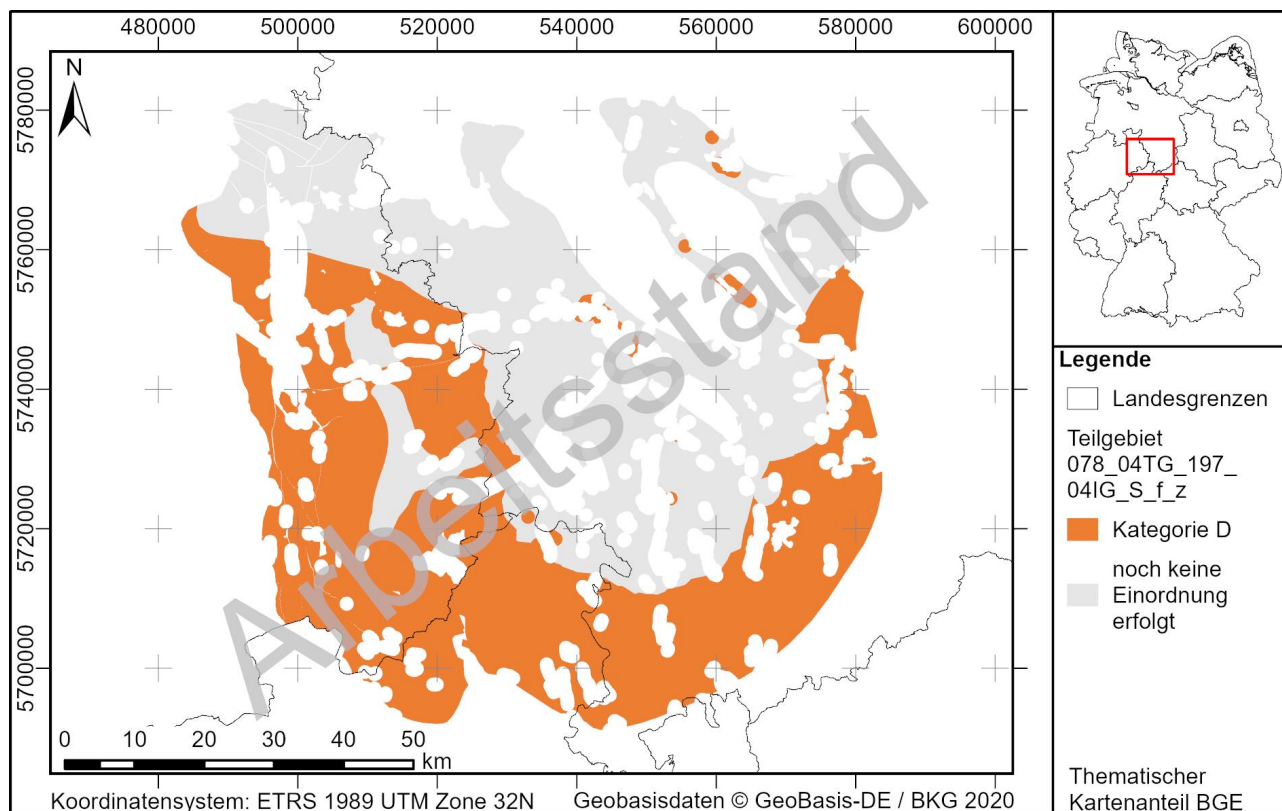 480000 500000 520000 540000 560000 580000 600000
5780000
5760000
5740000
5720000
5700000
N
Arbeitsstand
0 10 20 30 40 50
km
Koordinatensystem: ETRS 1989 UTM Zone 32N Geobasisdaten © GeoBasis-DE / BKG 2020
Legende
Landesgrenzen
Teilgebiet
078_04TG_197_
04IG_S_f_z
Kategorie D
noch keine
Einordnung
erfolgt
Thematischer
Kartenanteil BGE